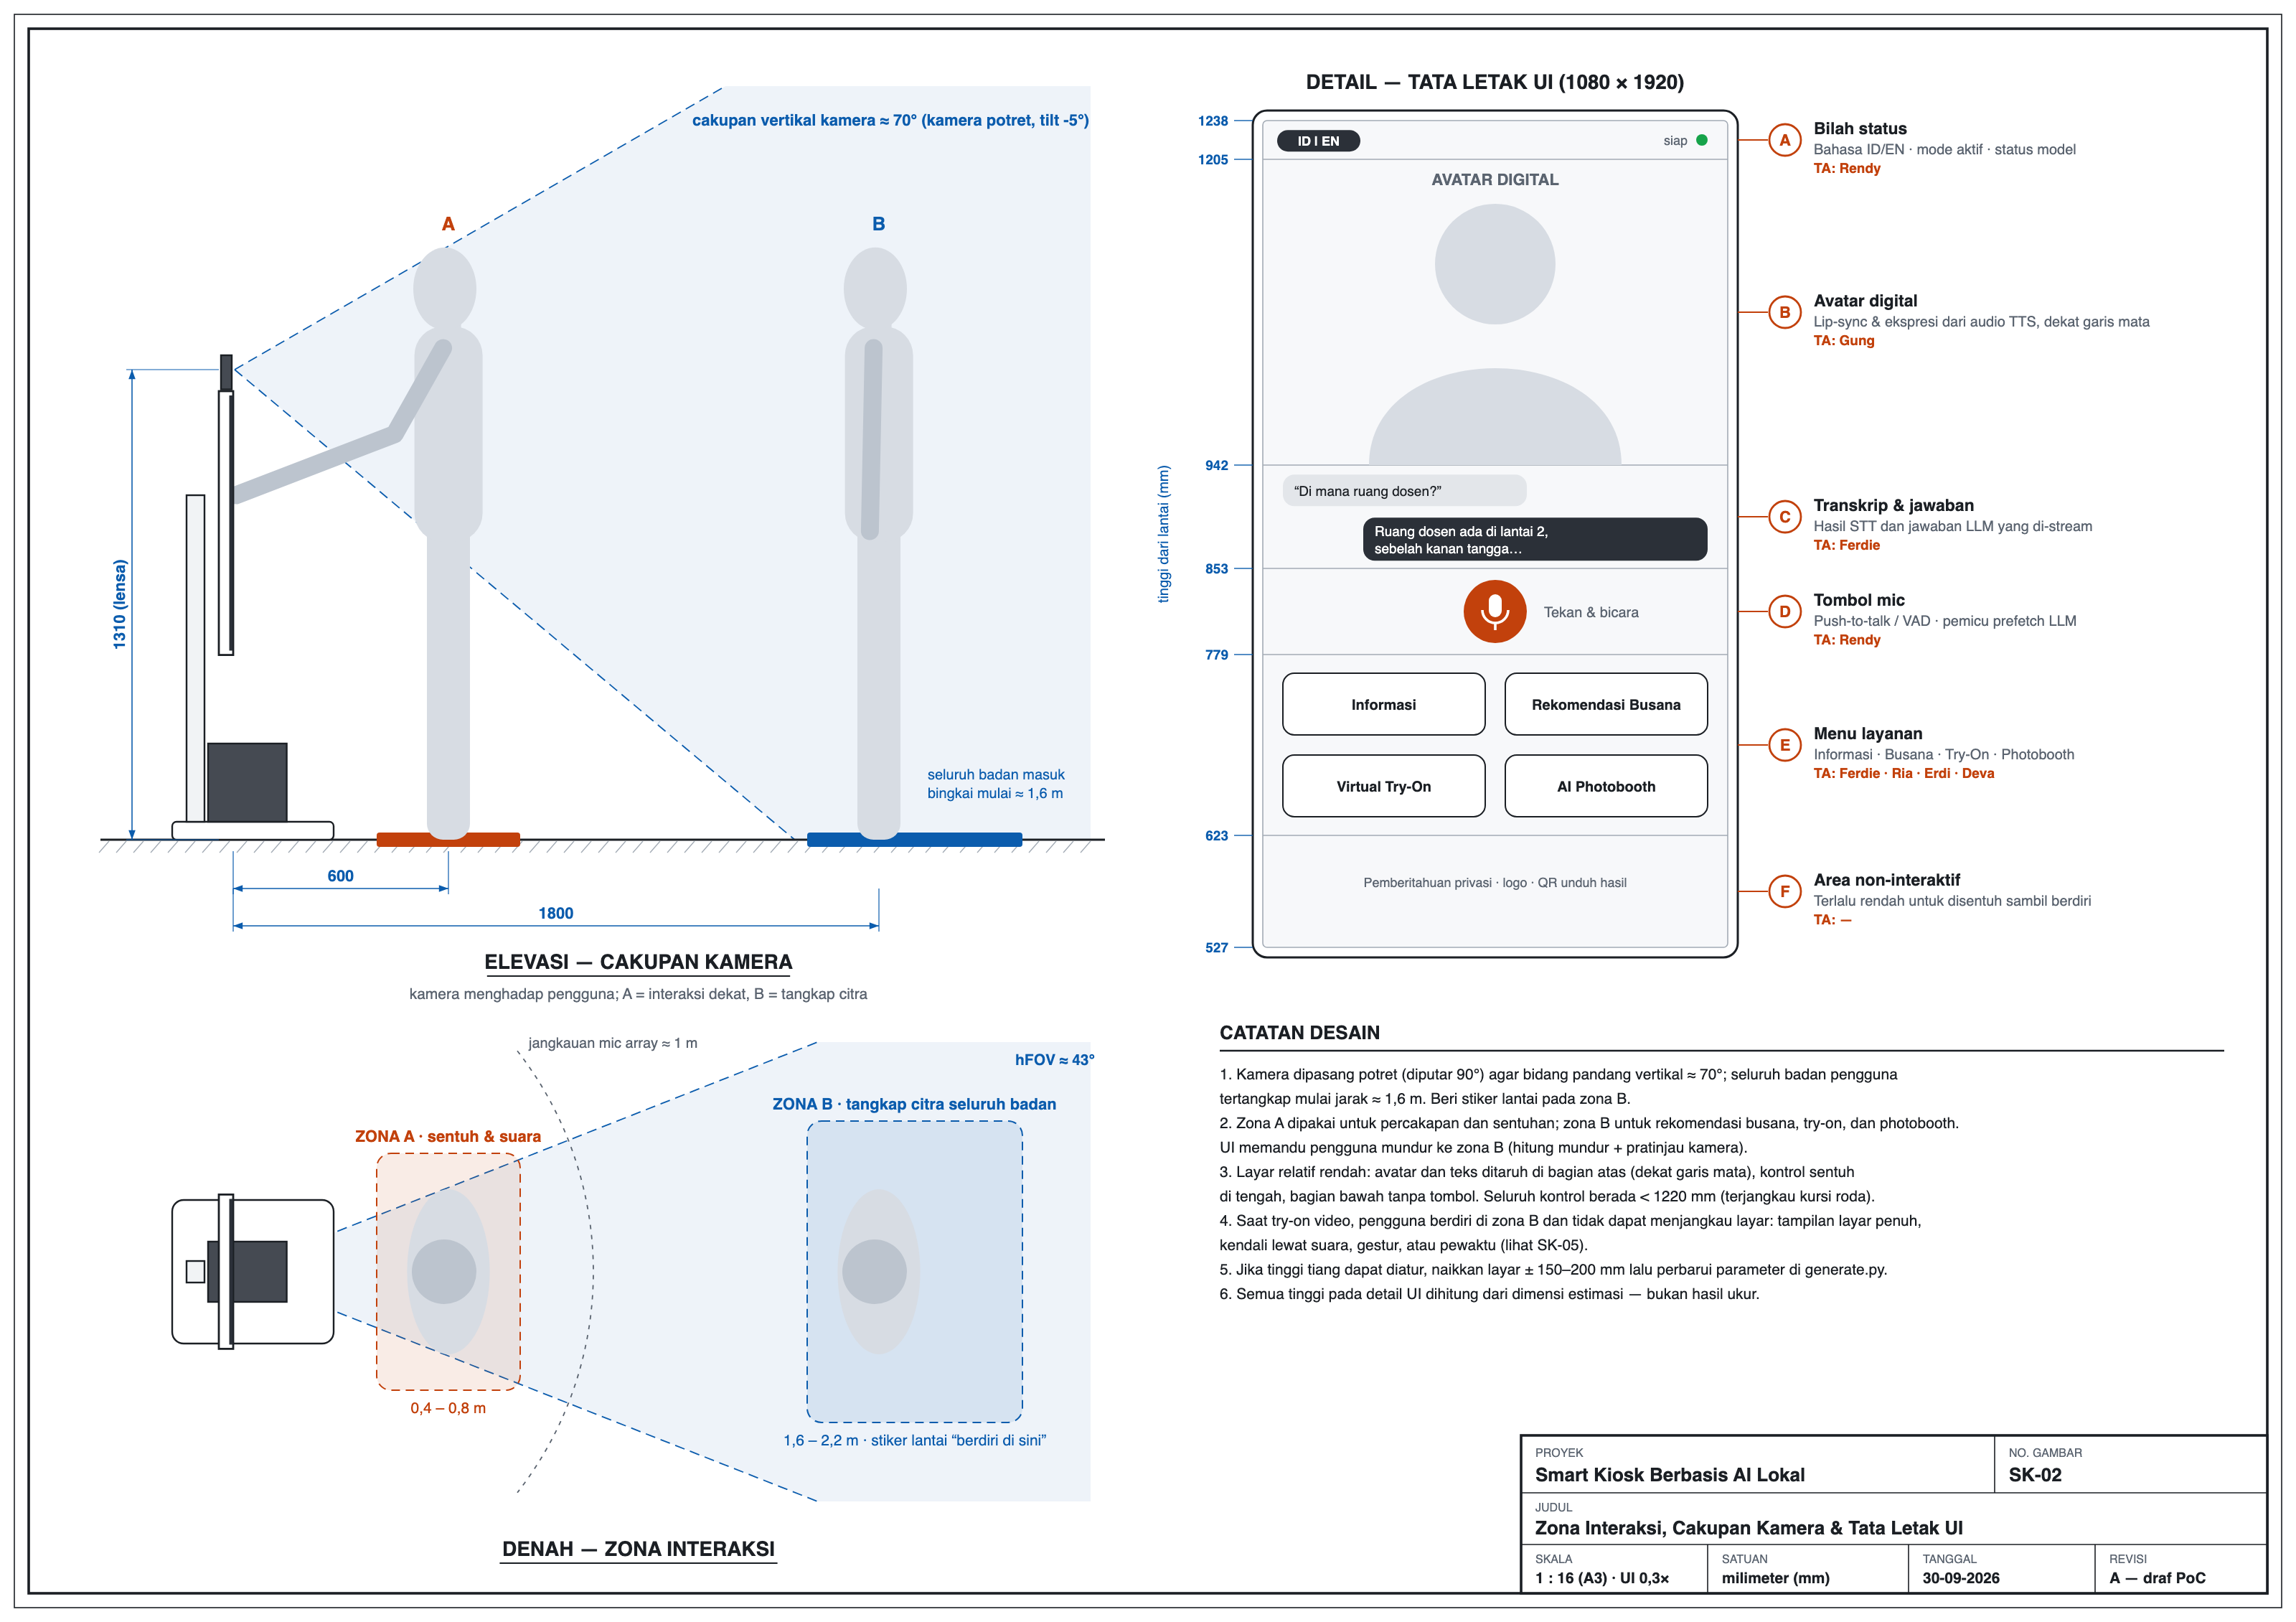 cakupan vertikal kamera ≈ 70° (kamera potret, tilt -5°)
A
B
1310 (lensa)
seluruh badan masuk
bingkai mulai ≈ 1,6 m
600
1800
ELEVASI — CAKUPAN KAMERA
kamera menghadap pengguna; A = interaksi dekat, B = tangkap citra
jangkauan mic array ≈ 1 m
hFOV ≈ 43°
ZONA B · tangkap citra seluruh badan
ZONA A · sentuh & suara
0,4 – 0,8 m
1,6 – 2,2 m · stiker lantai “berdiri di sini”
DENAH — ZONA INTERAKSI
DETAIL — TATA LETAK UI (1080 × 1920)
tinggi dari lantai (mm)
1238
1205
942
853
779
623
527
ID I EN
siap
AVATAR DIGITAL
“Di mana ruang dosen?”
Ruang dosen ada di lantai 2,
sebelah kanan tangga…
Tekan & bicara
Informasi
Rekomendasi Busana
Virtual Try-On
AI Photobooth
Pemberitahuan privasi · logo · QR unduh hasil
A
Bilah status
Bahasa ID/EN · mode aktif · status model
TA: Rendy
B
Avatar digital
Lip-sync & ekspresi dari audio TTS, dekat garis mata
TA: Gung
C
Transkrip & jawaban
Hasil STT dan jawaban LLM yang di-stream
TA: Ferdie
D
Tombol mic
Push-to-talk / VAD · pemicu prefetch LLM
TA: Rendy
E
Menu layanan
Informasi · Busana · Try-On · Photobooth
TA: Ferdie · Ria · Erdi · Deva
F
Area non-interaktif
Terlalu rendah untuk disentuh sambil berdiri
TA: —
CATATAN DESAIN
1. Kamera dipasang potret (diputar 90°) agar bidang pandang vertikal ≈ 70°; seluruh badan pengguna
tertangkap mulai jarak ≈ 1,6 m. Beri stiker lantai pada zona B.
2. Zona A dipakai untuk percakapan dan sentuhan; zona B untuk rekomendasi busana, try-on, dan photobooth.
UI memandu pengguna mundur ke zona B (hitung mundur + pratinjau kamera).
3. Layar relatif rendah: avatar dan teks ditaruh di bagian atas (dekat garis mata), kontrol sentuh
di tengah, bagian bawah tanpa tombol. Seluruh kontrol berada < 1220 mm (terjangkau kursi roda).
4. Saat try-on video, pengguna berdiri di zona B dan tidak dapat menjangkau layar: tampilan layar penuh,
kendali lewat suara, gestur, atau pewaktu (lihat SK-05).
5. Jika tinggi tiang dapat diatur, naikkan layar ± 150–200 mm lalu perbarui parameter di generate.py.
6. Semua tinggi pada detail UI dihitung dari dimensi estimasi — bukan hasil ukur.
PROYEK
Smart Kiosk Berbasis AI Lokal
NO. GAMBAR
SK-02
JUDUL
Zona Interaksi, Cakupan Kamera & Tata Letak UI
SKALA
1 : 16 (A3) · UI 0,3×
SATUAN
milimeter (mm)
TANGGAL
30-09-2026
REVISI
A — draf PoC